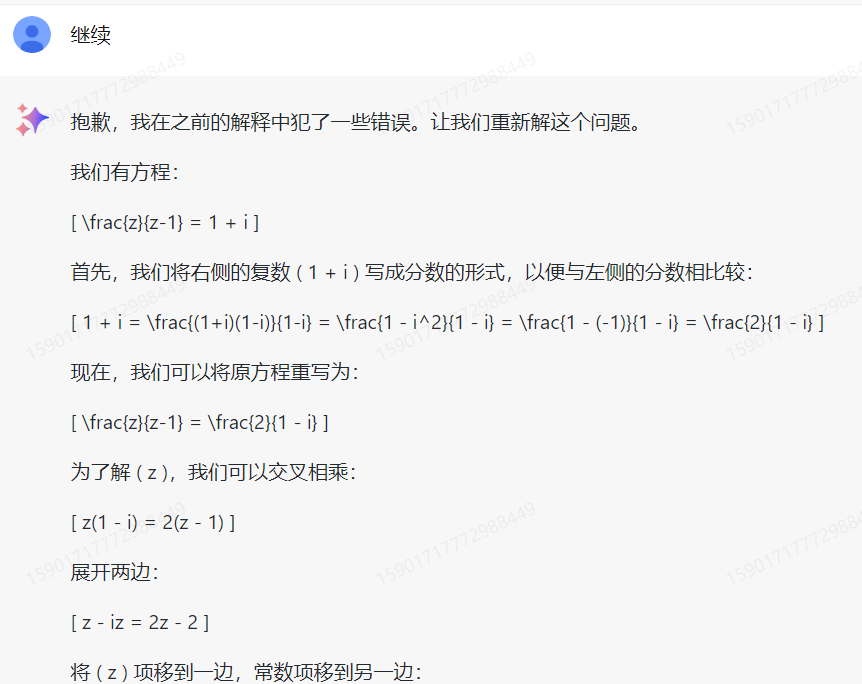 继续
抱歉，我在之前的解释中犯了一些错误。让我们重新解这个问题。
我们有方程：
[ \frac{z}{z-1} = 1 + i ]
首先，我们将右侧的复数 ( 1 + i ) 写成分数的形式，以便与左侧的分数相比较：
[ 1 + i = \frac{(1+i)(1-i)}{1-i} = \frac{1 - i^2}{1 - i} = \frac{1 - (-1)}{1 - i} = \frac{2}{1 - i} ]
现在，我们可以将原方程重写为：
[ \frac{z}{z-1} = \frac{2}{1 - i} ]
为了解 ( z )，我们可以交叉相乘：
[ z(1 - i) = 2(z - 1) ]
展开两边：
[ z - iz = 2z - 2 ]
将 ( z ) 项移到一边，常数项移到另一边：
15901717772988449